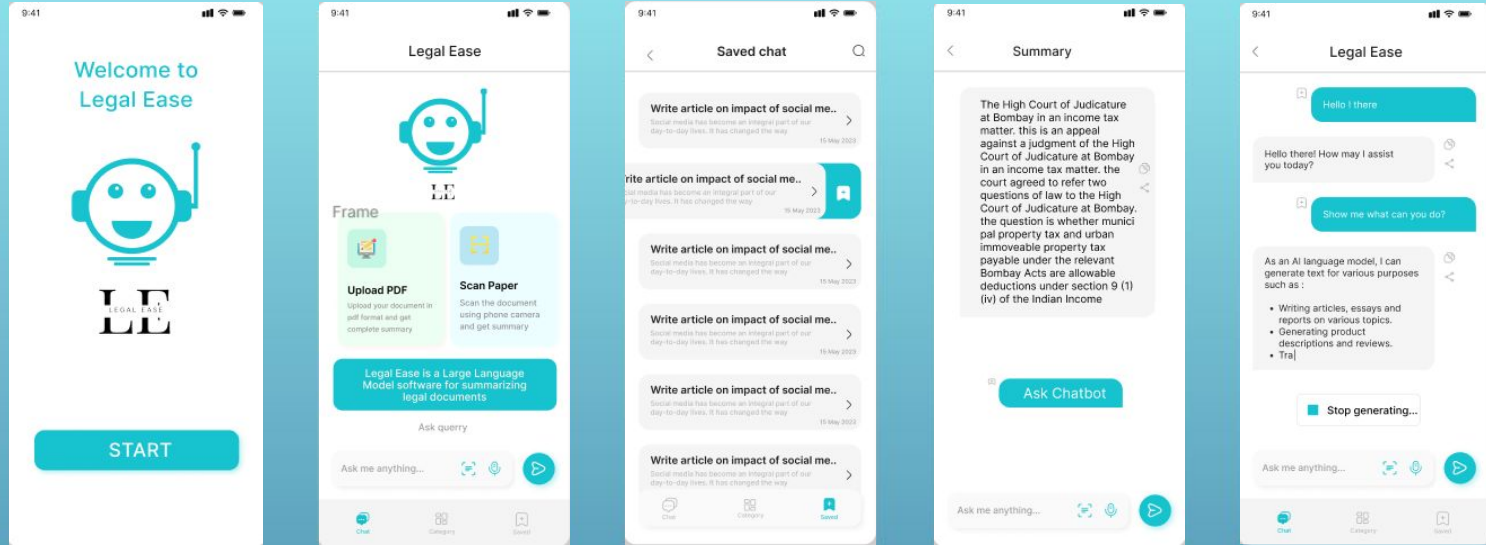 9:41
Welcome to
Legal Ease
LEGAL EASE
LE
START
9:41
Legal Ease
LE
Frame
Upload PDF
Upload your document in
pdf format and get
complete summary
Scan Paper
Scan the document
using phone camera
and get summary
Legal Ease is a Large Language
Model software for summarizing
legal documents
Ask querry
Ask me anything...
Chat
Category
Saved
9:41
Saved chat
Write article on impact of social me..
Social media has become an integral part of our
day-to-day lives. It has changed the way
15 May 2023
rite article on impact of social me..
cial media has become an integral part of our
y-to-day lives. It has changed the way
15 May 2023
Write article on impact of social me..
Social media has become an integral part of our
day-to-day lives. It has changed the way
15 May 2023
Write article on impact of social me..
Social media has become an integral part of our
day-to-day lives. It has changed the way
15 May 2023
Write article on impact of social me..
Social media has become an integral part of our
day-to-day lives. It has changed the way
15 May 2023
Write article on impact of social me..
Social media has become an integral part of our
day-to-day lives. It has changed the way
Chat
Category
Saved
9:41
Summary
The High Court of Judicature
at Bombay in an income tax
matter. this is an appeal
against a judgment of the High
Court of Judicature at Bombay
in an income tax matter. the
court agreed to refer two
questions of law to the High
Court of Judicature at Bombay.
the question is whether munici
pal property tax and urban
immoveable property tax
payable under the relevant
Bombay Acts are allowable
deductions under section 9 (1)
(iv) of the Indian Income
Ask Chatbot
Ask me anything...
9:41
Legal Ease
Hello ! there
Hello there! How may I assist
you today?
Show me what can you do?
As an AI language model, I can
generate text for various purposes
such as :
• Writing articles, essays and
reports on various topics.
• Generating product
descriptions and reviews.
• Tra
Stop generating...
Ask me anything...
Chat
Category
Saved